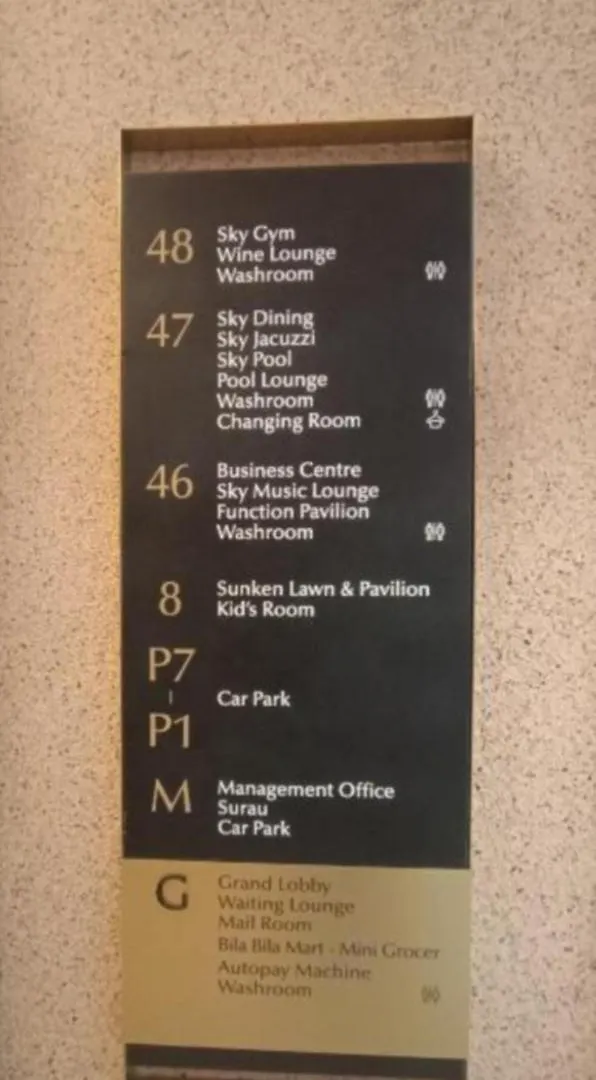 48 Sky Gym
Wine Lounge
Washroom
47 Sky Dining
Sky Jacuzzi
Sky Pool
Pool Lounge
Washroom
Changing Room
46 Business Centre
Sky Music Lounge
Function Pavilion
Washroom
8 Sunken Lawn & Pavilion
Kid's Room
P7
| Car Park
P1
M Management Office
Surau
Car Park
G Grand Lobby
Waiting Lounge
Mail Room
Bila Bila Mart - Mini Grocer
Autopay Machine
Washroom